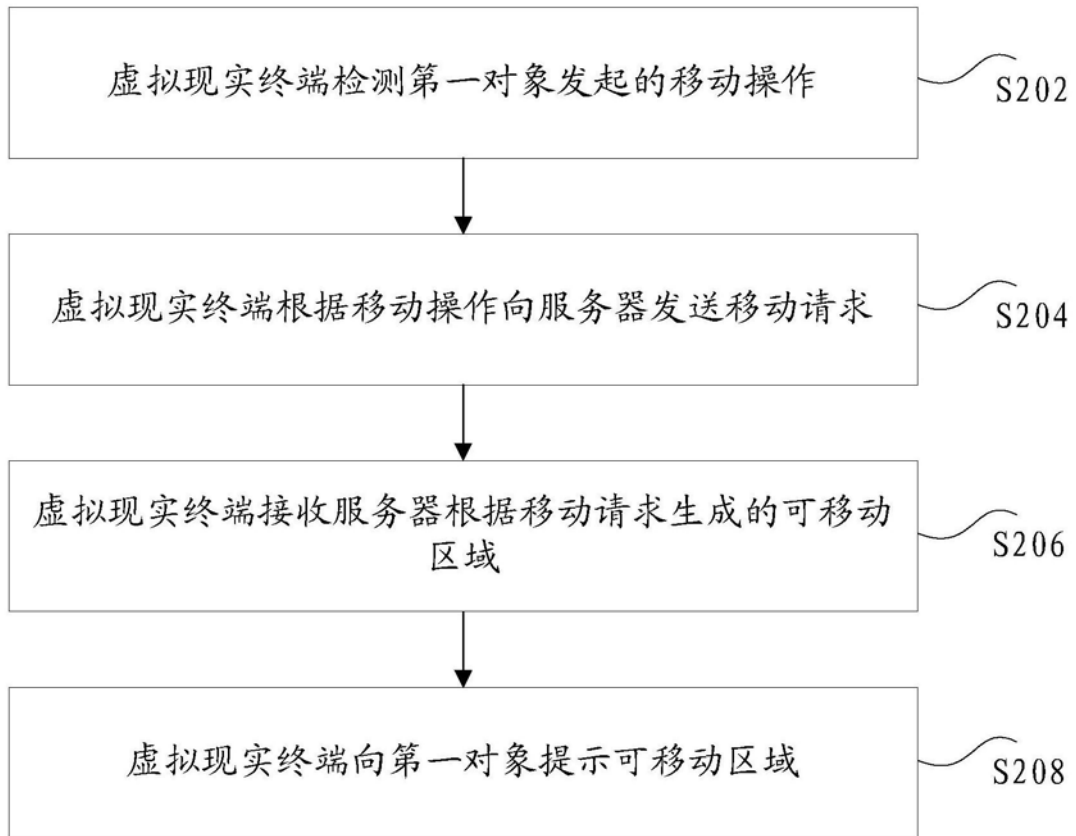 虚拟现实终端检测第一对象发起的移动操作
S202
虚拟现实终端根据移动操作向服务器发送移动请求
S204
虚拟现实终端接收服务器根据移动请求生成的可移动
区域
S206
虚拟现实终端向第一对象提示可移动区域
S208